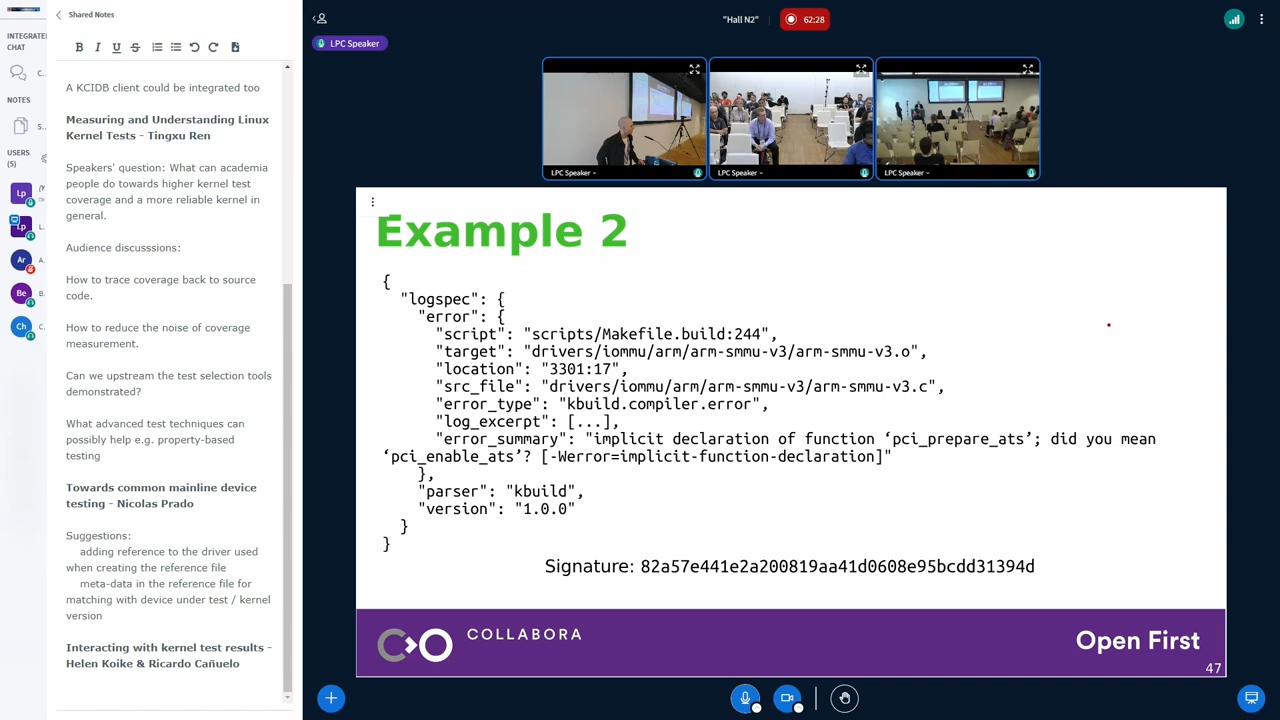 Shared Notes
"Hall N2"
62:28
INTEGRATE
CHAT
C..
NOTES
S..
USERS
(5)
Lp
Lp
L.
Ar
A.
Be
B.
Ch
C.
A KCIDB client could be integrated too
Measuring and Understanding Linux
Kernel Tests - Tingxu Ren
Speakers' question: What can academia
people do towards higher kernel test
coverage and a more reliable kernel in
general.
Audience discusssions:
How to trace coverage back to source
code.
How to reduce the noise of coverage
measurement.
Can we upstream the test selection tools
demonstrated?
What advanced test techniques can
possibly help e.g. property-based
testing
Towards common mainline device
testing - Nicolas Prado
Suggestions:
adding reference to the driver used
when creating the reference file
meta-data in the reference file for
matching with device under test / kernel
version
Interacting with kernel test results -
Helen Koike & Ricardo Cañuelo
LPC Speaker
LPC Speaker
LPC Speaker
LPC Speaker
Example 2
{
"logspec": {
"error": {
"script": "scripts/Makefile.build:244",
"target": "drivers/iommu/arm/arm-smmu-v3/arm-smmu-v3.o",
"location": "3301:17",
"src_file": "drivers/iommu/arm/arm-smmu-v3/arm-smmu-v3.c",
"error_type": "kbuild.compiler.error",
"log_excerpt": [...],
"error_summary": "implicit declaration of function ‘pci_prepare_ats’; did you mean
‘pci_enable_ats’? [-Werror=implicit-function-declaration]"
},
"parser": "kbuild",
"version": "1.0.0"
}
}
Signature: 82a57e441e2a200819aa41d0608e95bcdd31394d
COLLABORA
Open First
47